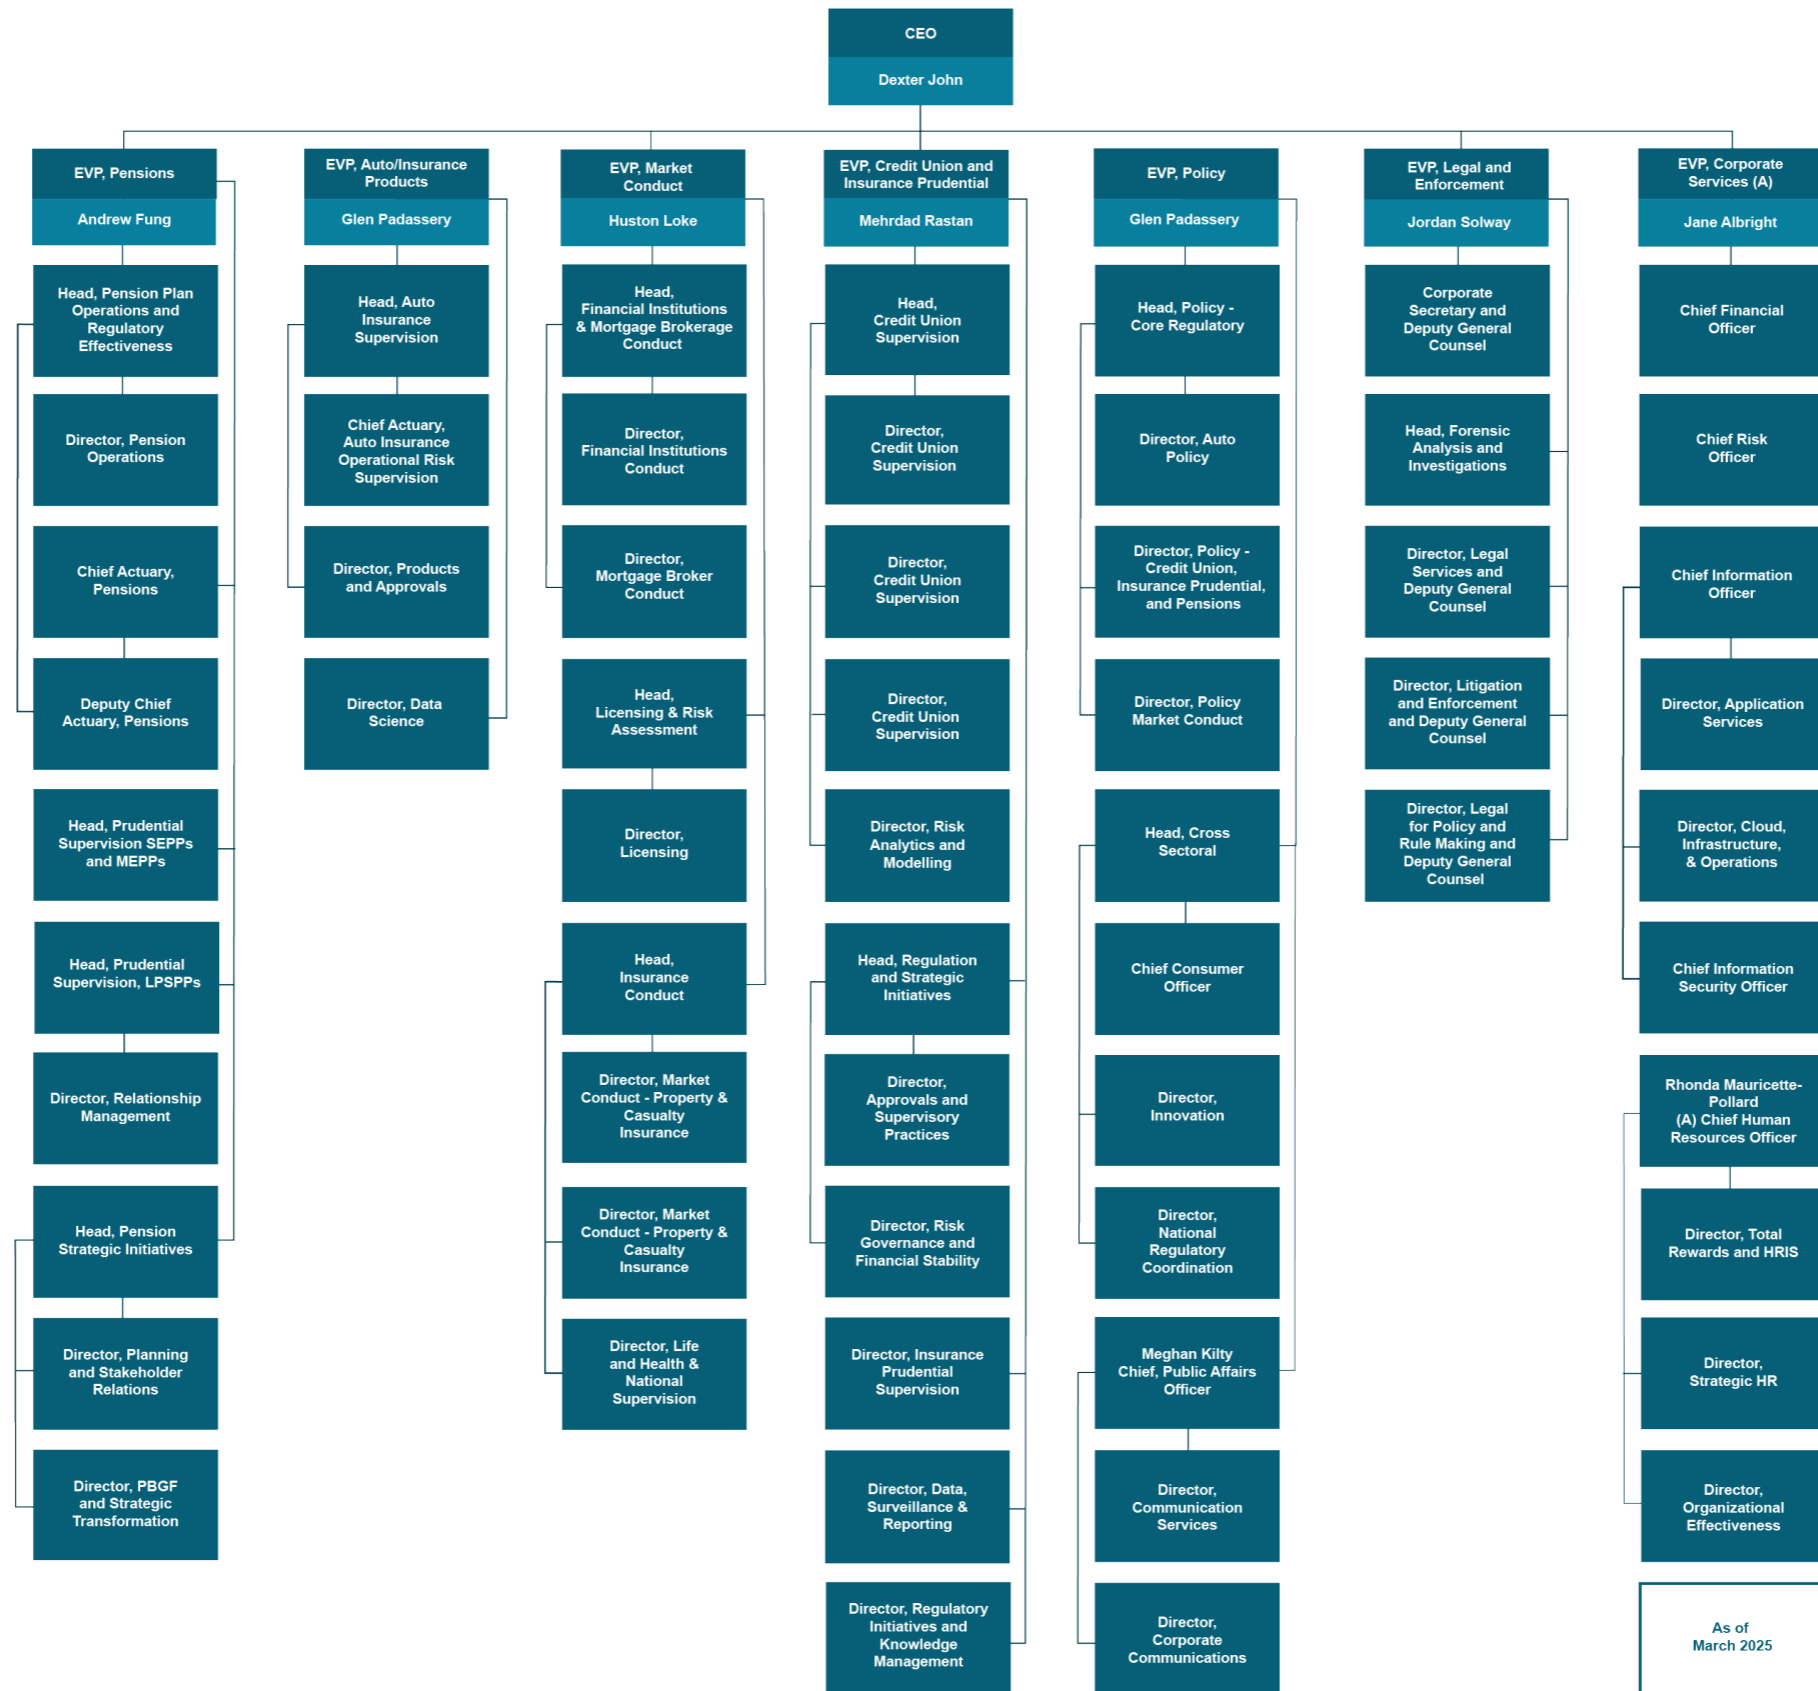 CEO
Dexter John
EVP, Pensions
Andrew Fung
Head, Pension Plan
Operations and
Regulatory
Effectiveness
Director, Pension
Operations
Chief Actuary,
Pensions
Deputy Chief
Actuary, Pensions
Head, Prudential
Supervision SEPPs
and MEPPs
Head, Prudential
Supervision, LPSPPs
Director, Relationship
Management
Head, Pension
Strategic Initiatives
Director, Planning
and Stakeholder
Relations
Director, PBGF
and Strategic
Transformation
EVP, Auto/Insurance
Products
Glen Padassery
Head, Auto
Insurance
Supervision
Chief Actuary,
Auto Insurance
Operational Risk
Supervision
Director, Products
and Approvals
Director, Data
Science
EVP, Market
Conduct
Huston Loke
Head,
Financial Institutions
& Mortgage Brokerage
Conduct
Director,
Financial Institutions
Conduct
Director,
Mortgage Broker
Conduct
Head,
Licensing & Risk
Assessment
Director,
Licensing
Head,
Insurance
Conduct
Director, Market
Conduct - Property &
Casualty
Insurance
Director, Market
Conduct - Property &
Casualty
Insurance
Director, Life
and Health &
National
Supervision
EVP, Credit Union and
Insurance Prudential
Mehrdad Rastan
Head,
Credit Union
Supervision
Director,
Credit Union
Supervision
Director,
Credit Union
Supervision
Director,
Credit Union
Supervision
Director, Risk
Analytics and
Modelling
Head, Regulation
and Strategic
Initiatives
Director,
Approvals and
Supervisory
Practices
Director, Risk
Governance and
Financial Stability
Director, Insurance
Prudential
Supervision
Director, Data,
Surveillance &
Reporting
Director, Regulatory
Initiatives and
Knowledge
Management
EVP, Policy
Glen Padassery
Head, Policy -
Core Regulatory
Director, Auto
Policy
Director, Policy -
Credit Union,
Insurance Prudential,
and Pensions
Director, Policy
Market Conduct
Head, Cross
Sectoral
Chief Consumer
Officer
Director,
Innovation
Director,
National
Regulatory
Coordination
Meghan Kilty
Chief, Public Affairs
Officer
Director,
Communication
Services
Director,
Corporate
Communications
EVP, Legal and
Enforcement
Jordan Solway
Corporate
Secretary and
Deputy General
Counsel
Head, Forensic
Analysis and
Investigations
Director, Legal
Services and
Deputy General
Counsel
Director, Litigation
and Enforcement
and Deputy General
Counsel
Director, Legal
for Policy and
Rule Making and
Deputy General
Counsel
EVP, Corporate
Services (A)
Jane Albright
Chief Financial
Officer
Chief Risk
Officer
Chief Information
Officer
Director, Application
Services
Director, Cloud,
Infrastructure,
& Operations
Chief Information
Security Officer
Rhonda Mauricette-
Pollard
(A) Chief Human
Resources Officer
Director, Total
Rewards and HRIS
Director,
Strategic HR
Director,
Organizational
Effectiveness
As of
March 2025